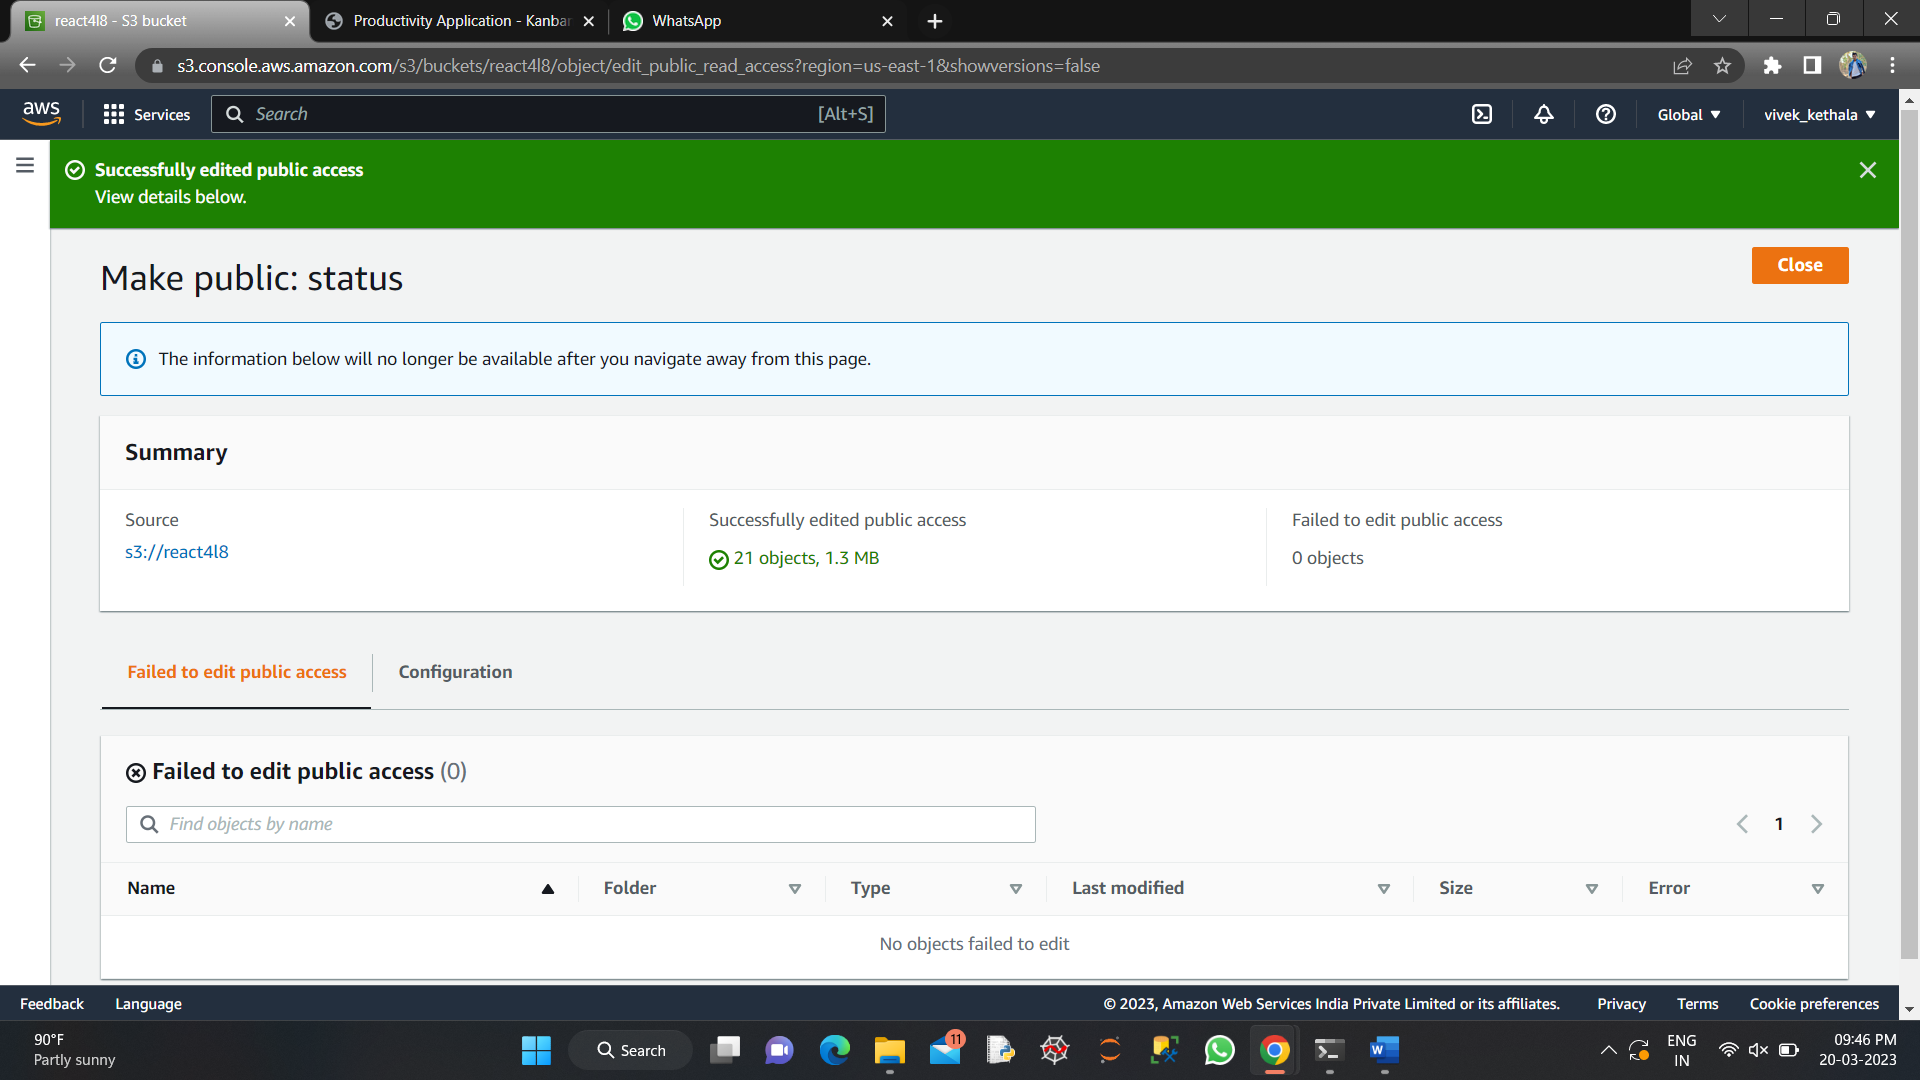 react4l8 - S3 bucket
Productivity Application - Kanban
WhatsApp
s3.console.aws.amazon.com/s3/buckets/react4l8/object/edit_public_read_access?region=us-east-1&showversions=false
aws
Services
Search
[Alt+S]
Global
vivek_kethala
Successfully edited public access
View details below.
Make public: status
Close
The information below will no longer be available after you navigate away from this page.
Summary
Source
s3://react4l8
Successfully edited public access
21 objects, 1.3 MB
Failed to edit public access
0 objects
Failed to edit public access
Configuration
Failed to edit public access (0)
Find objects by name
1
Name
Folder
Type
Last modified
Size
Error
No objects failed to edit
Feedback
Language
© 2023, Amazon Web Services India Private Limited or its affiliates.
Privacy
Terms
Cookie preferences
90°F
Partly sunny
Search
11
ENG
IN
09:46 PM
20-03-2023